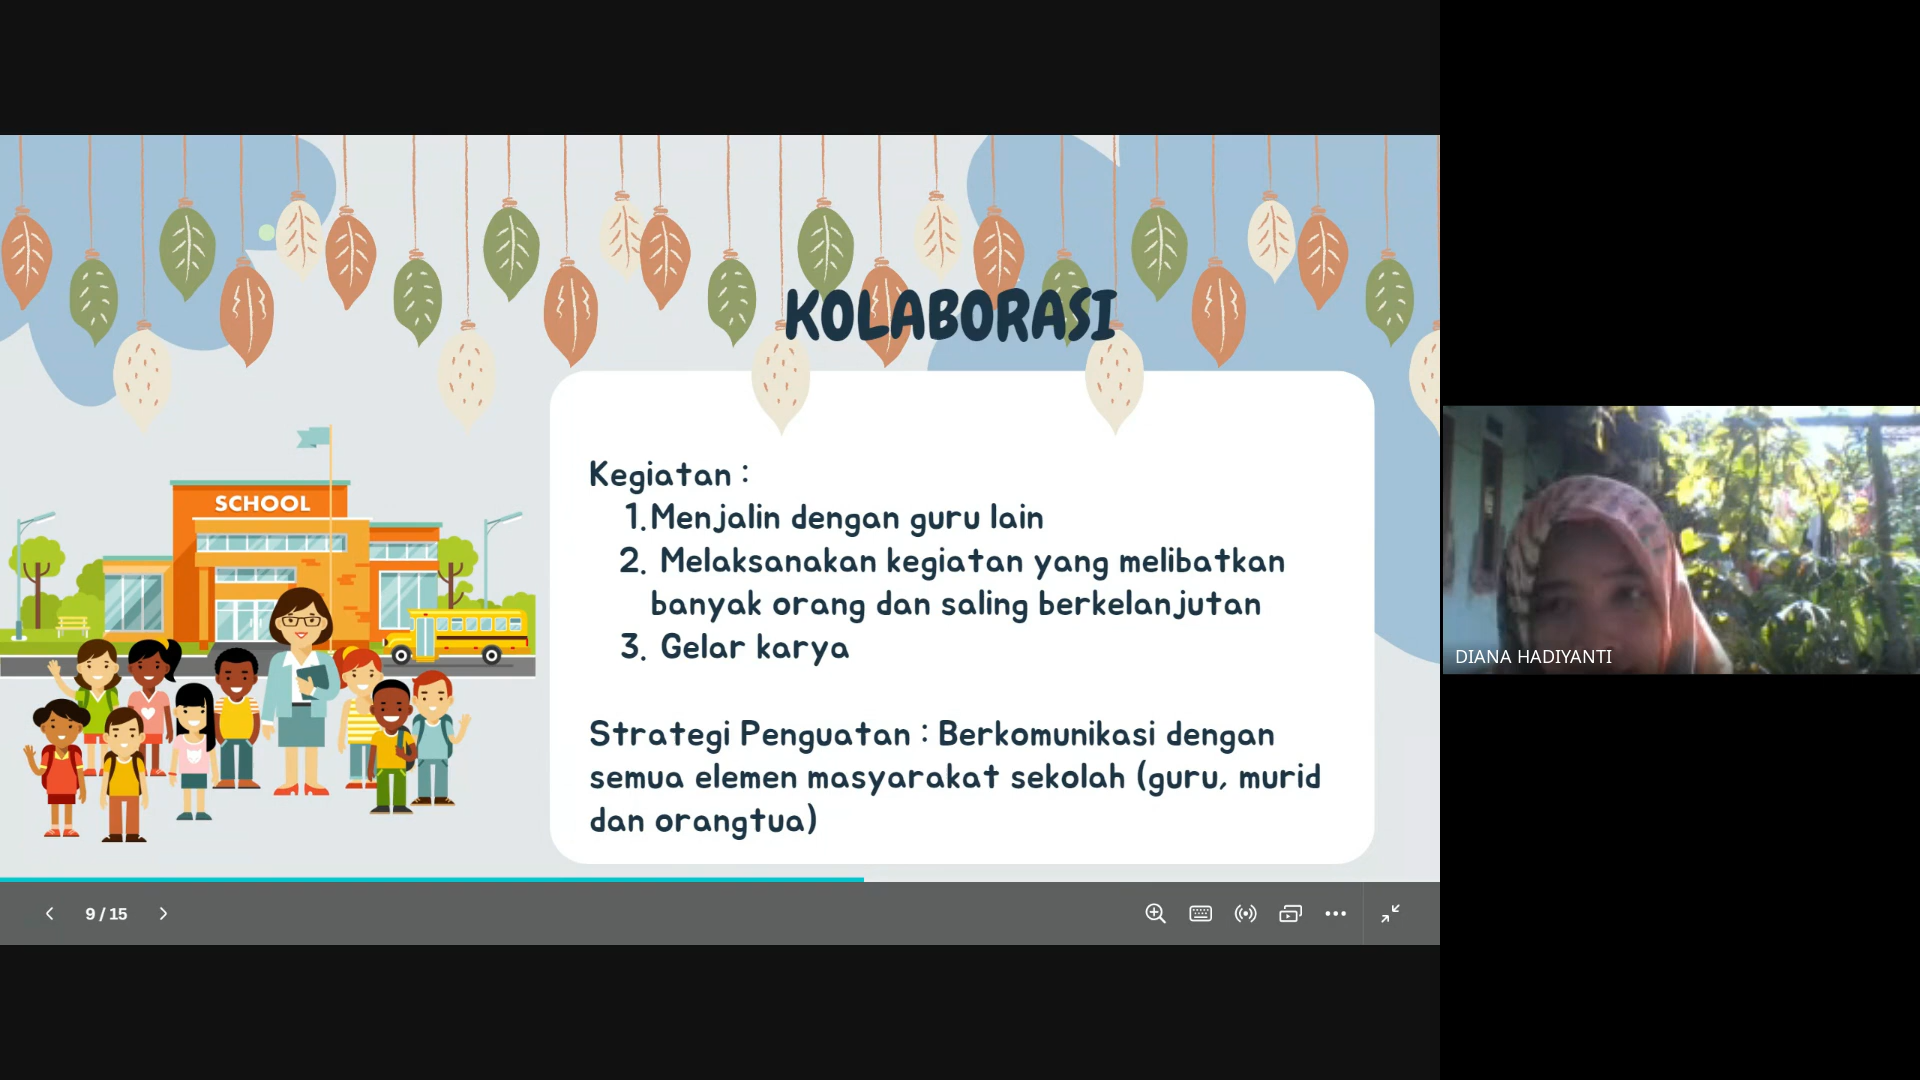 KOLABORASI
SCHOOL
Kegiatan :
1.Menjalin dengan guru lain
2. Melaksanakan kegiatan yang melibatkan
banyak orang dan saling berkelanjutan
3. Gelar karya
Strategi Penguatan : Berkomunikasi dengan
semua elemen masyarakat sekolah (guru, murid
dan orangtua)
9 / 15
DIANA HADIYANTI